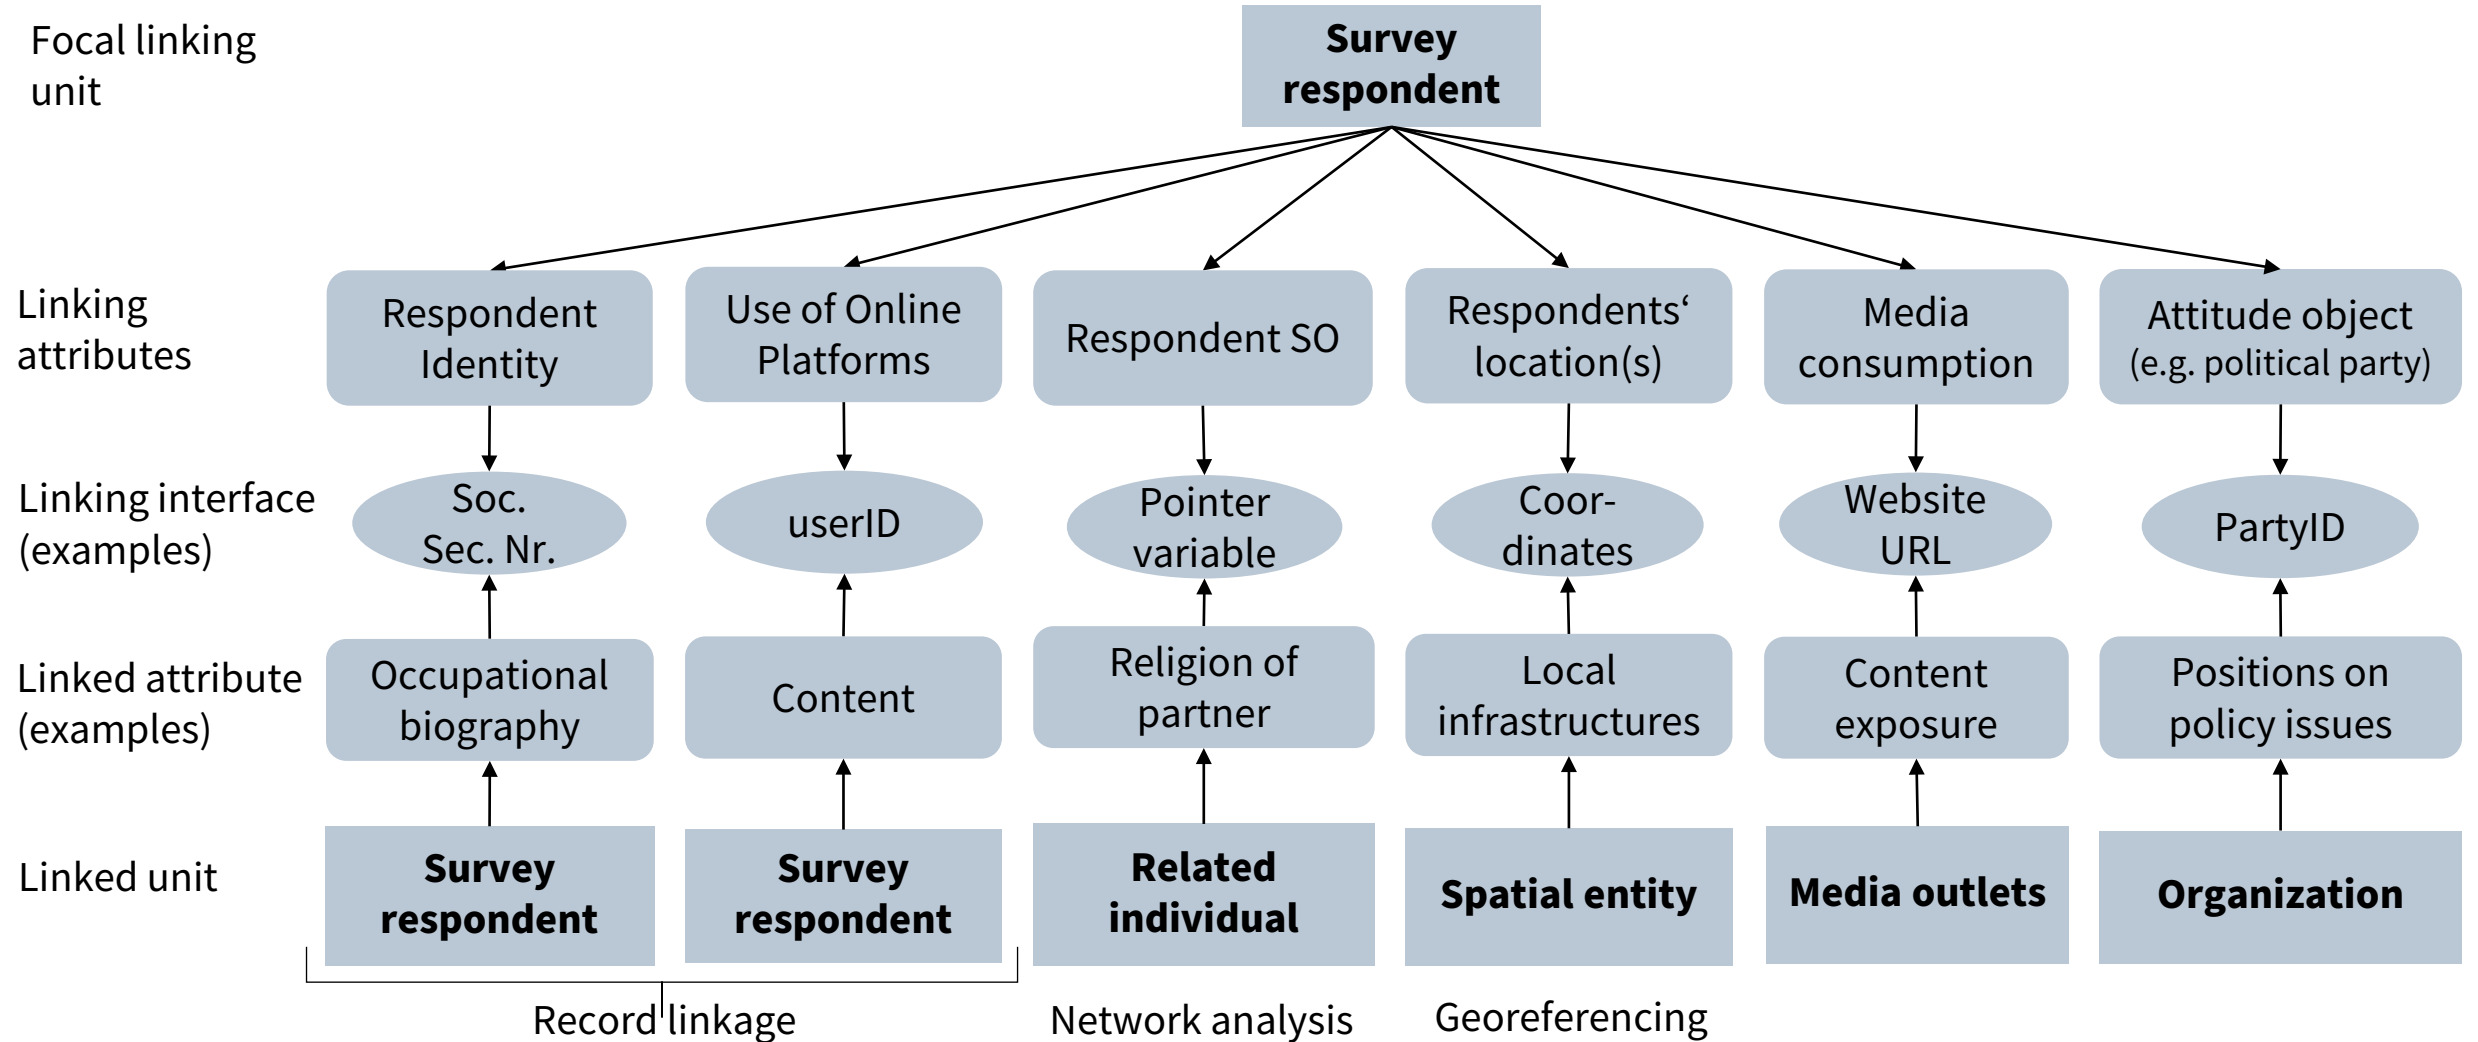 Focal linking
unit
Survey
respondent
Linking
attributes
Respondent
Identity
Use of Online
Platforms
Respondent SO
Respondents‘
location(s)
Media
consumption
Attitude object
(e.g. political party)
Linking interface
(examples)
Soc.
Sec. Nr.
userID
Pointer
variable
Coor-
dinates
Website
URL
PartyID
Linked attribute
(examples)
Occupational
biography
Content
Religion of
partner
Local
infrastructures
Content
exposure
Positions on
policy issues
Linked unit
Survey
respondent
Survey
respondent
Related
individual
Spatial entity
Media outlets
Organization
Record linkage
Network analysis
Georeferencing